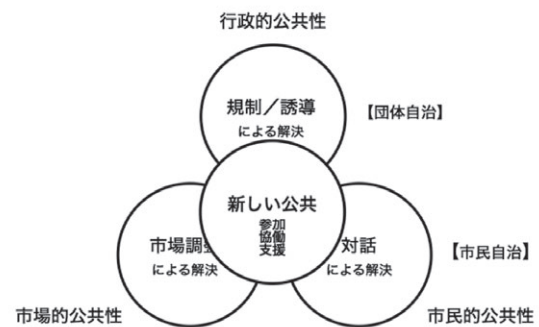 行政的公共性
規制／誘導
による解決
【団体自治】
新しい公共
参加
協働
支援
市場調整
による解決
対話
による解決
【市民自治】
市場的公共性
市民的公共性